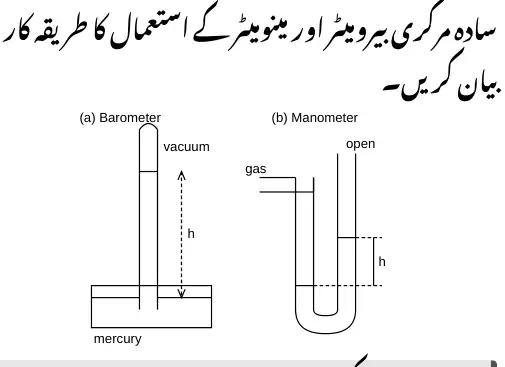 سادہ مرکری بیرومیٹر اور مینومیٹر کے استعمال کا طریقہ کار
بیان کریں۔
(a) Barometer
(b) Manometer
vacuum
open
gas
h
h
mercury